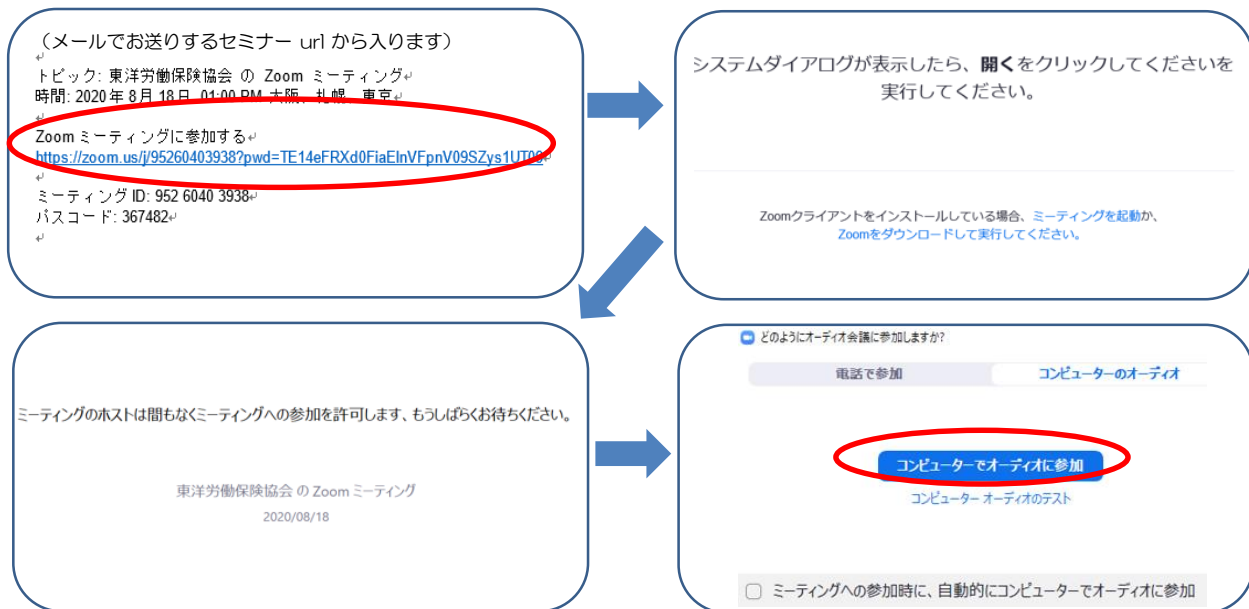 （メールでお送りするセミナー url から入ります）
トピック: 東洋労働保険協会 の Zoom ミーティング
時間: 2020年 8月 18日 01:00 PM 大阪、札幌、東京
Zoom ミーティングに参加する
https://zoom.us/j/95260403938?pwd=TE14eFRXd0FiaElnVFpnV09SZys1UT09
ミーティング ID: 952 6040 3938
パスコード: 367482
システムダイアログが表示したら、開くをクリックしてくださいを
実行してください。
Zoomクライアントをインストールしている場合、ミーティングを起動か、
Zoomをダウンロードして実行してください。
ミーティングのホストは間もなくミーティングへの参加を許可します、もうしばらくお待ちください。
東洋労働保険協会 の Zoom ミーティング
2020/08/18
どのようにオーディオ会議に参加しますか?
電話で参加
コンピューターのオーディオ
コンピューターでオーディオに参加
コンピューター オーディオのテスト
ミーティングへの参加時に、自動的にコンピューターでオーディオに参加